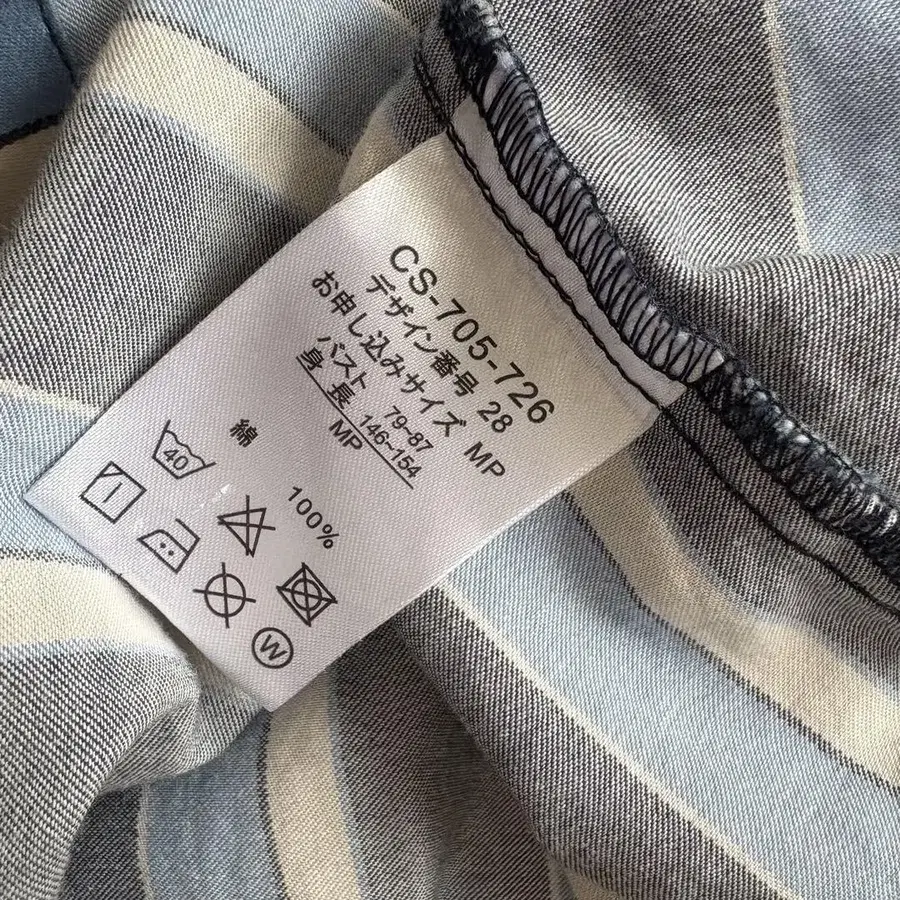 CS-705-726
デザイン番号 28
お申し込みサイズ MP
バスト 79~87
身長 146~154
MP
綿 100%
40
W